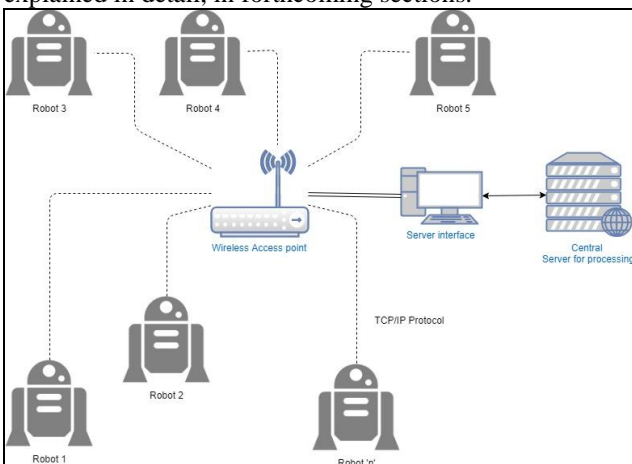 explained in detail, in forthcoming sections.
Robot 3
Robot 4
Robot 5
Wireless Access point
Server interface
Central
Server for processing
TCP/IP Protocol
Robot 2
Robot 1
Robot 'n'